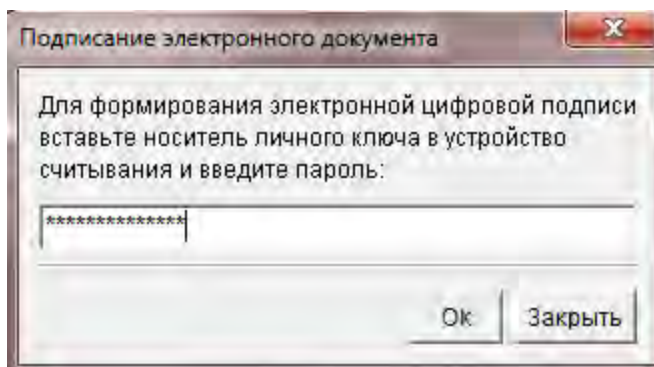 Подписание электронного документа
Для формирования электронной цифровой подписи
вставьте носитель личного ключа в устройство
считывания и введите пароль:
**************
Ok Закрыть